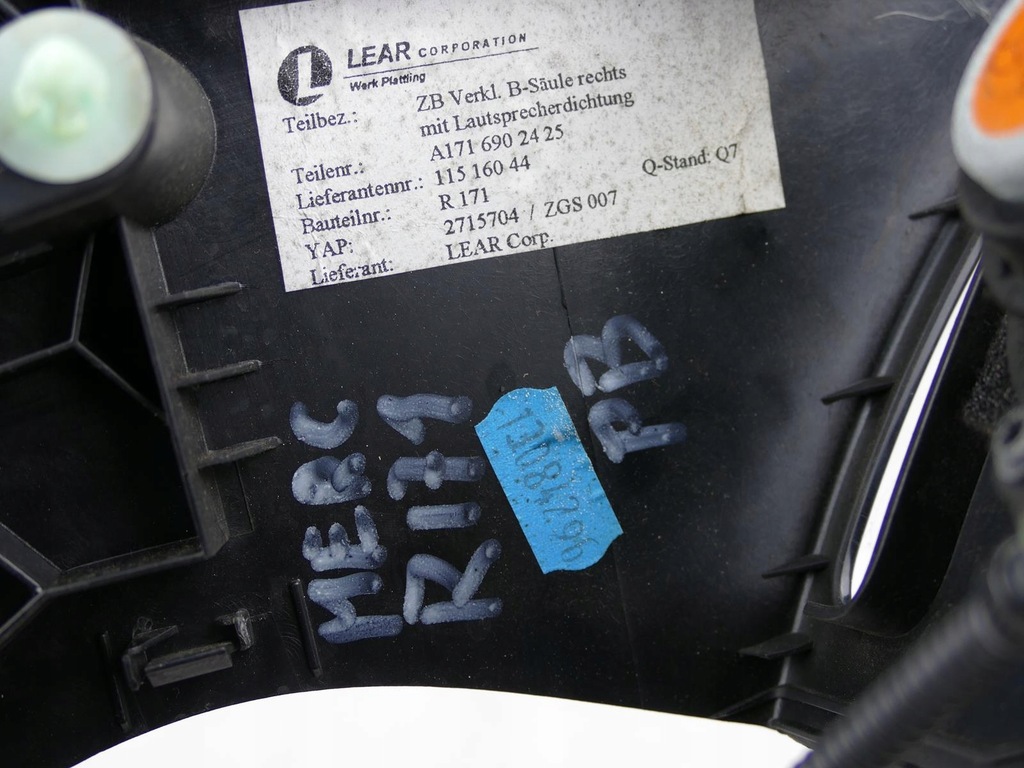 LEAR CORPORATION
Werk Plattling
Teilbez.: ZB Verkl. B-Säule rechts
mit Lautsprecherdichtung
Teilenr.: A171 690 24 25
Lieferantennr.: 115 160 44
Bauteilnr.: R 171 Q-Stand: Q7
YAP: 2715704 / ZGS 007
Lieferant: LEAR Corp.
MERC
R171
PB
13084296